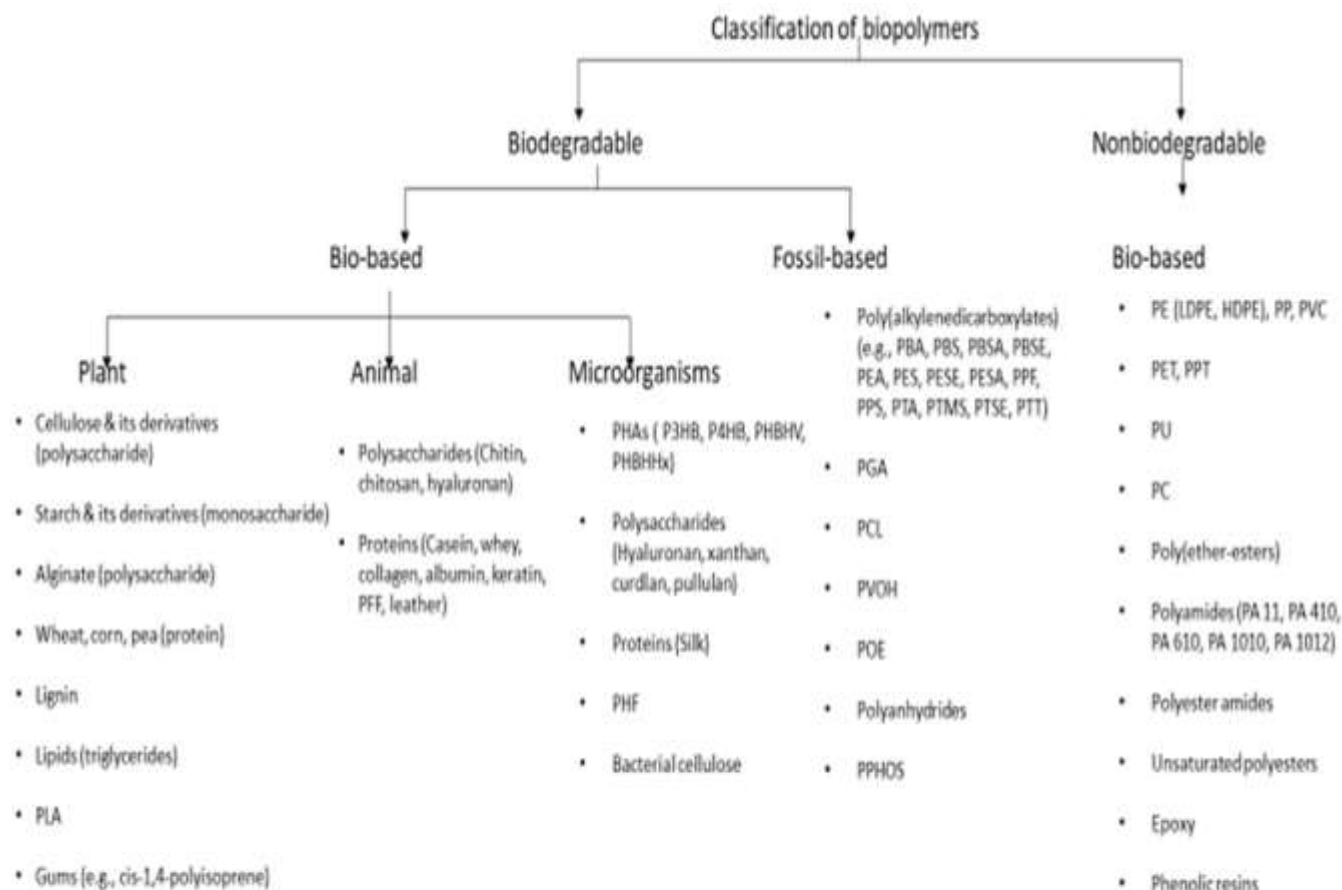 Classification of biopolymers
Biodegradable
Nonbiodegradable
Bio-based
Fossil-based
Bio-based
Plant
Animal
Microorganisms
• Cellulose & its derivatives
(polysaccharide)
• Starch & its derivatives (monosaccharide)
• Alginate (polysaccharide)
• Wheat, corn, pea (protein)
• Lignin
• Lipids (triglycerides)
• PLA
• Gums (e.g., cis-1,4-polyisoprene)
• Polysaccharides (Chitin,
chitosan, hyaluronan)
• Proteins (Casein, whey,
collagen, albumin, keratin,
PFF, leather)
• PHAs ( P3HB, P4HB, PHBHV,
PHBHHx)
• Polysaccharides
(Hyaluronan, xanthan,
curdlan, pullulan)
• Proteins (Silk)
• PHF
• Bacterial cellulose
• Poly(alkylenedicarboxylates)
(e.g., PBA, PBS, PBSA, PBSE,
PEA, PES, PESE, PESA, PPF,
PPS, PTA, PTMS, PTSE, PTT)
• PGA
• PCL
• PVOH
• POE
• Polyanhydrides
• PPHOS
• PE (LDPE, HDPE), PP, PVC
• PET, PPT
• PU
• PC
• Poly(ether-esters)
• Polyamides (PA 11, PA 410,
PA 610, PA 1010, PA 1012)
• Polyester amides
• Unsaturated polyesters
• Epoxy
• Phenolic resins